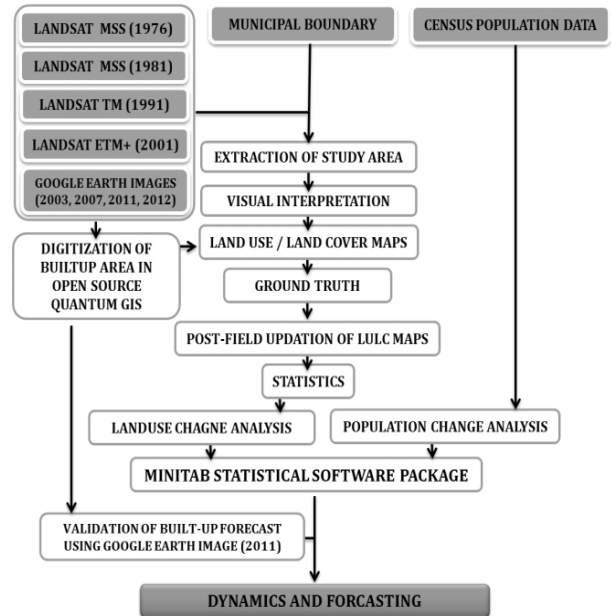 LANDSAT MSS (1976)
LANDSAT MSS (1981)
LANDSAT TM (1991)
LANDSAT ETM+ (2001)
GOOGLE EARTH IMAGES
(2003, 2007, 2011, 2012)
MUNICIPAL BOUNDARY
CENSUS POPULATION DATA
EXTRACTION OF STUDY AREA
VISUAL INTERPRETATION
DIGITIZATION OF
BUILTUP AREA IN
OPEN SOURCE
QUANTUM GIS
LAND USE / LAND COVER MAPS
GROUND TRUTH
POST-FIELD UPDATION OF LULC MAPS
STATISTICS
LANDUSE CHAGNE ANALYSIS
POPULATION CHANGE ANALYSIS
MINITAB STATISTICAL SOFTWARE PACKAGE
VALIDATION OF BUILT-UP FORECAST
USING GOOGLE EARTH IMAGE (2011)
DYNAMICS AND FORCASTING